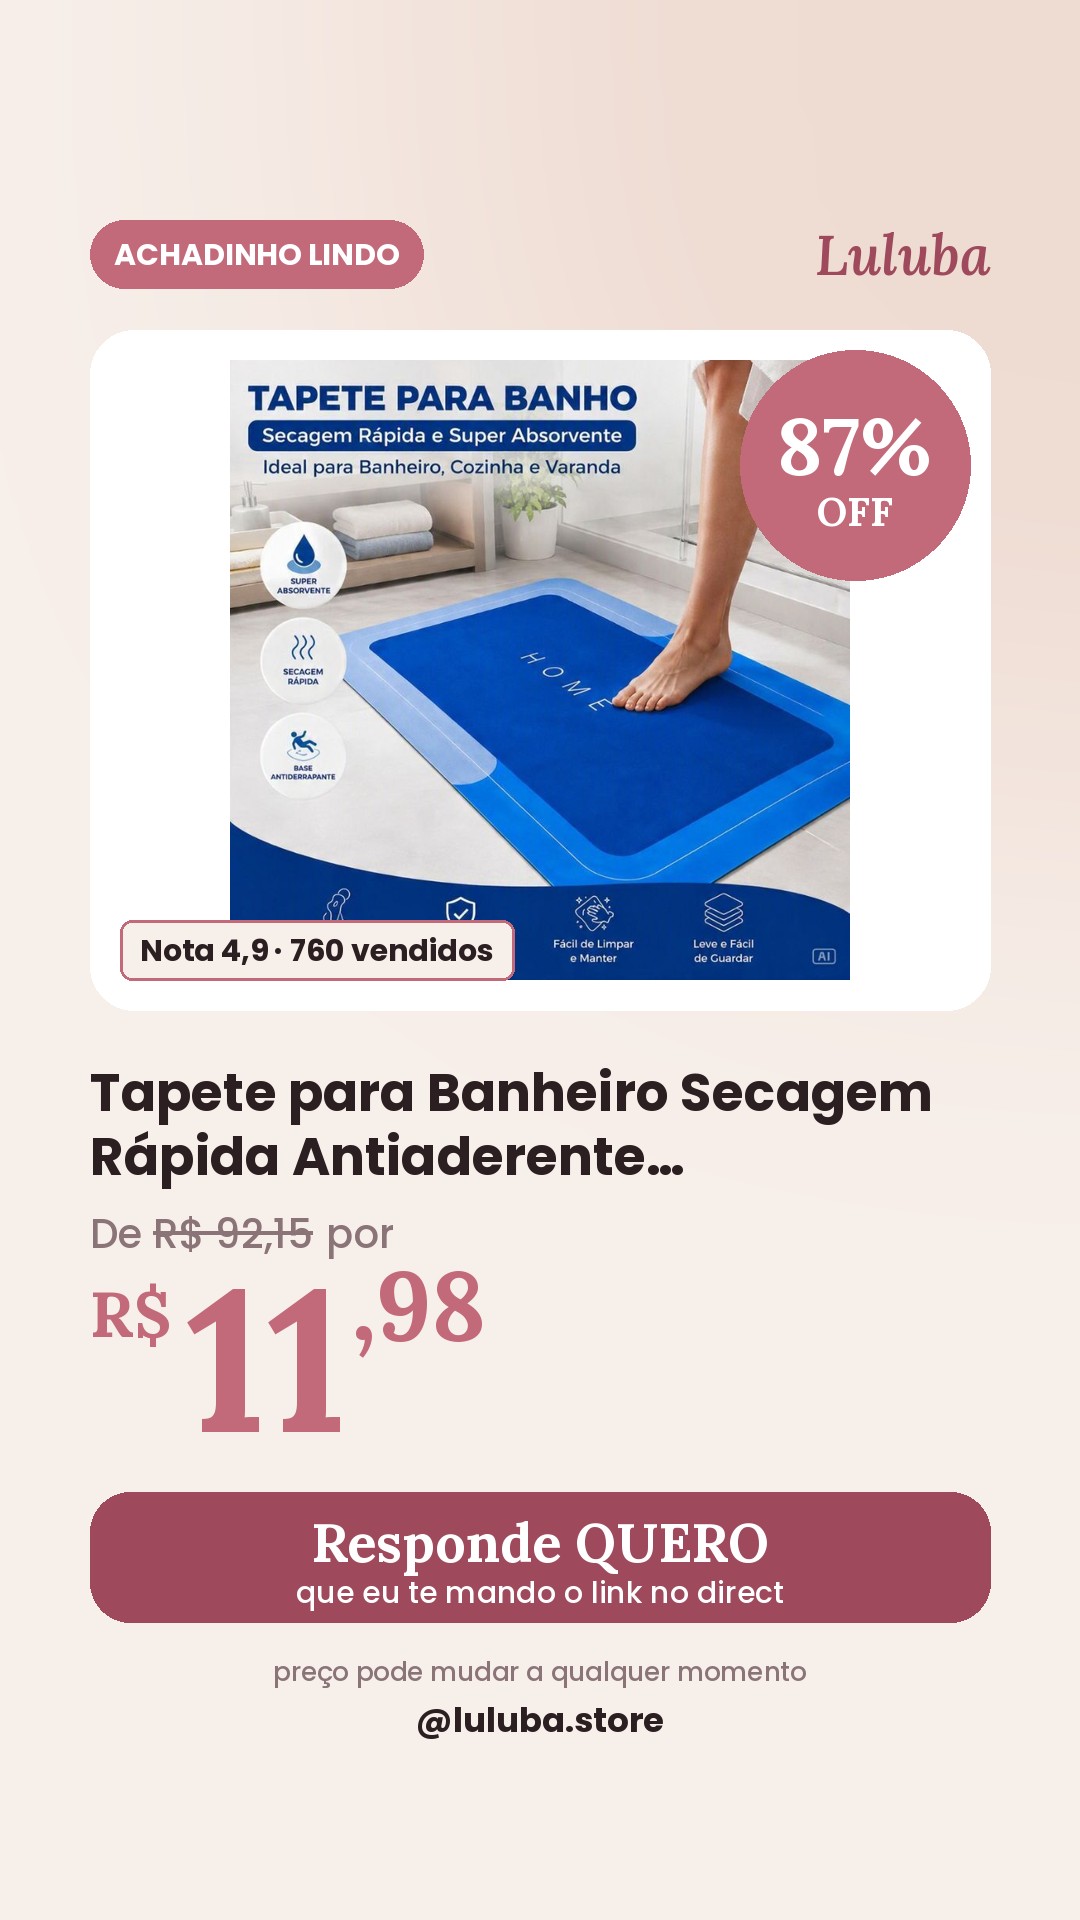 ACHADINHO LINDO
Luluba
TAPETE PARA BANHO
Secagem Rápida e Super Absorvente
Ideal para Banheiro, Cozinha e Varanda
87%
OFF
SUPER
ABSORVENTE
SECAGEM
RÁPIDA
BASE
ANTIDERRAPANTE
HOME
Fácil de Limpar
e Manter
Leve e Fácil
de Guardar
AI
Nota 4,9 · 760 vendidos
Tapete para Banheiro Secagem
Rápida Antiaderente...
De R$ 92,15 por
R$ 11,98
Responde QUERO
que eu te mando o link no direct
preço pode mudar a qualquer momento
@luluba.store